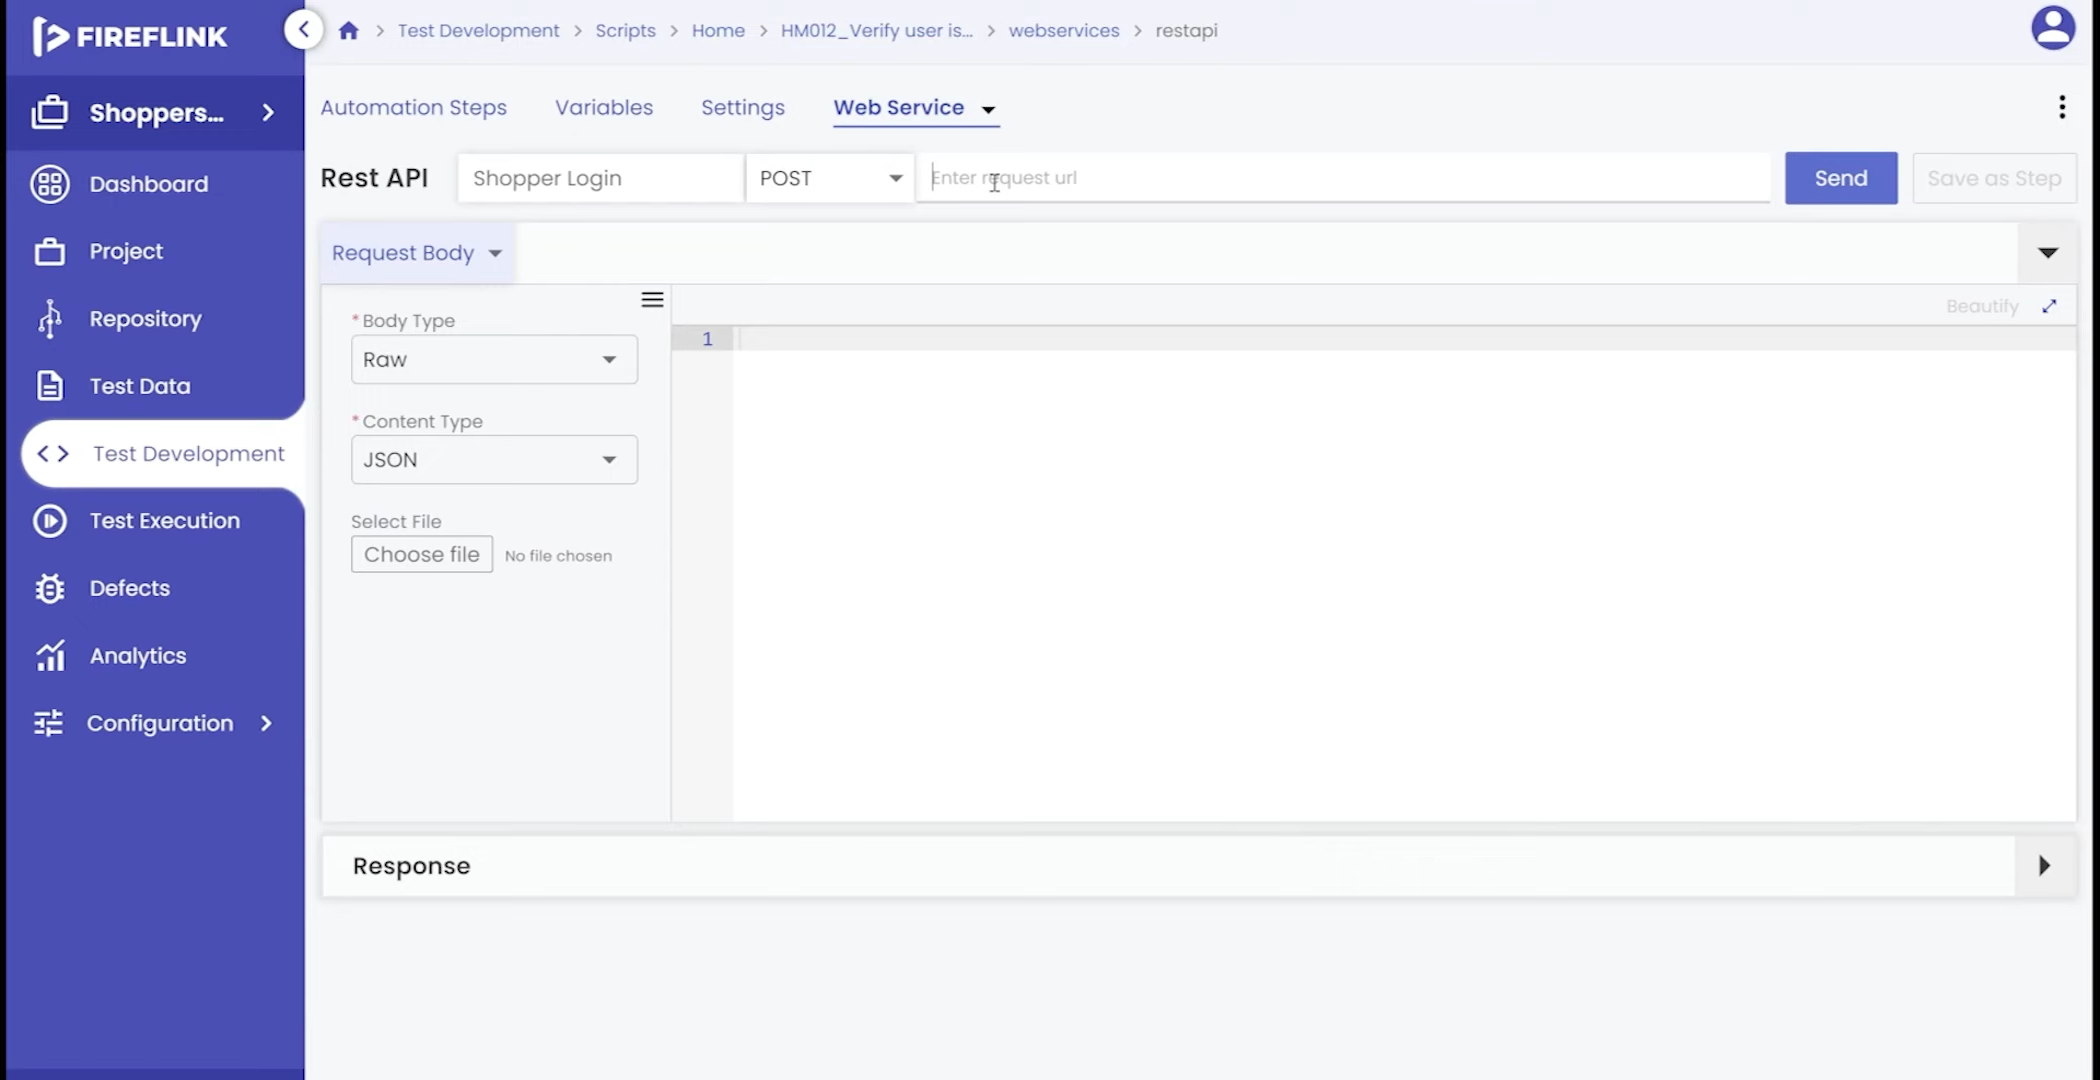 FIREFLINK
Test Development > Scripts > Home > HM012_Verify user is... > webservices > restapi
Shoppers...
Automation Steps Variables Settings Web Service
Rest API Shopper Login POST Enter request url Send Save as Step
Dashboard
Project
Repository
Test Data
Test Development
Test Execution
Defects
Analytics
Configuration
Request Body
Beautify
* Body Type
Raw
1
* Content Type
JSON
Select File
Choose file No file chosen
Response